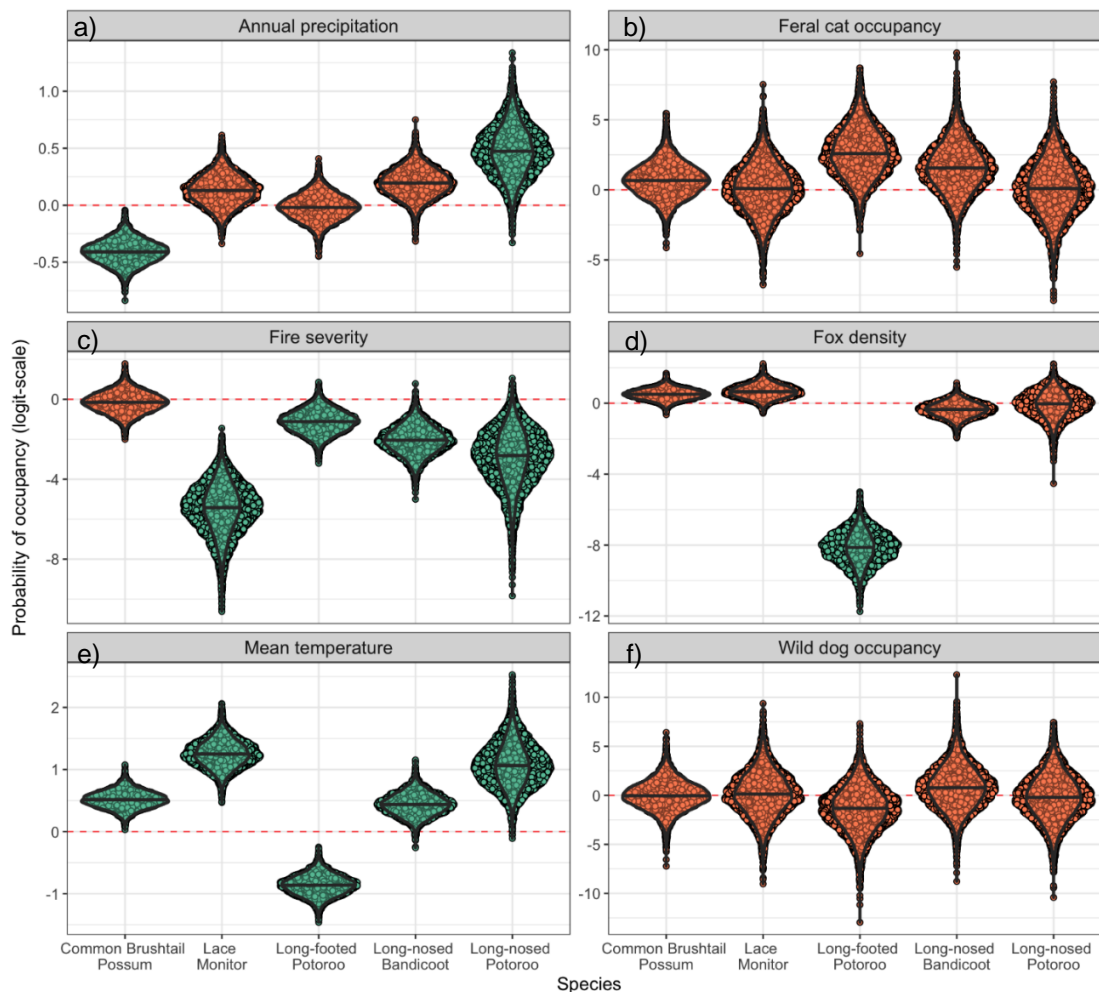 a)
Annual precipitation
1.0
0.5
0.0
-0.5
b)
Feral cat occupancy
10
5
0
-5
Probability of occupancy (logit-scale)
c)
Fire severity
0
-4
-8
d)
Fox density
0
-4
-8
-12
e)
Mean temperature
2
1
0
-1
f)
Wild dog occupancy
10
5
0
-5
-10
Common Brushtail
Possum
Lace
Monitor
Long-footed
Potoroo
Long-nosed
Bandicoot
Long-nosed
Potoroo
Common Brushtail
Possum
Lace
Monitor
Long-footed
Potoroo
Long-nosed
Bandicoot
Long-nosed
Potoroo
Species